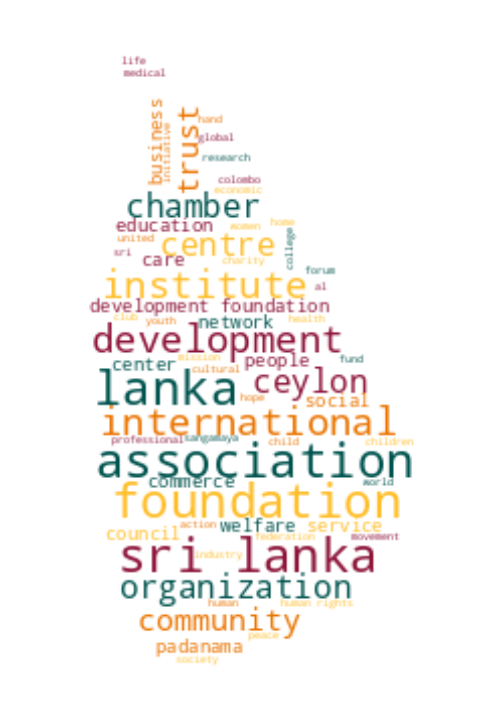 life
medical
business
initiative
trust
hand
global
research
colombo
economic
chamber
education
women
home
united
centre
college
sri
care
charity
forum
institute
al
development foundation
club
youth
network
health
development
mission
people
fund
center
cultural
lanka
ceylon
hope
social
international
professional
sangamaya
child
children
association
commerce
world
foundation
action
welfare
service
council
federation
movement
sri lanka
industry
organization
human
human rights
community
peace
padanama
society